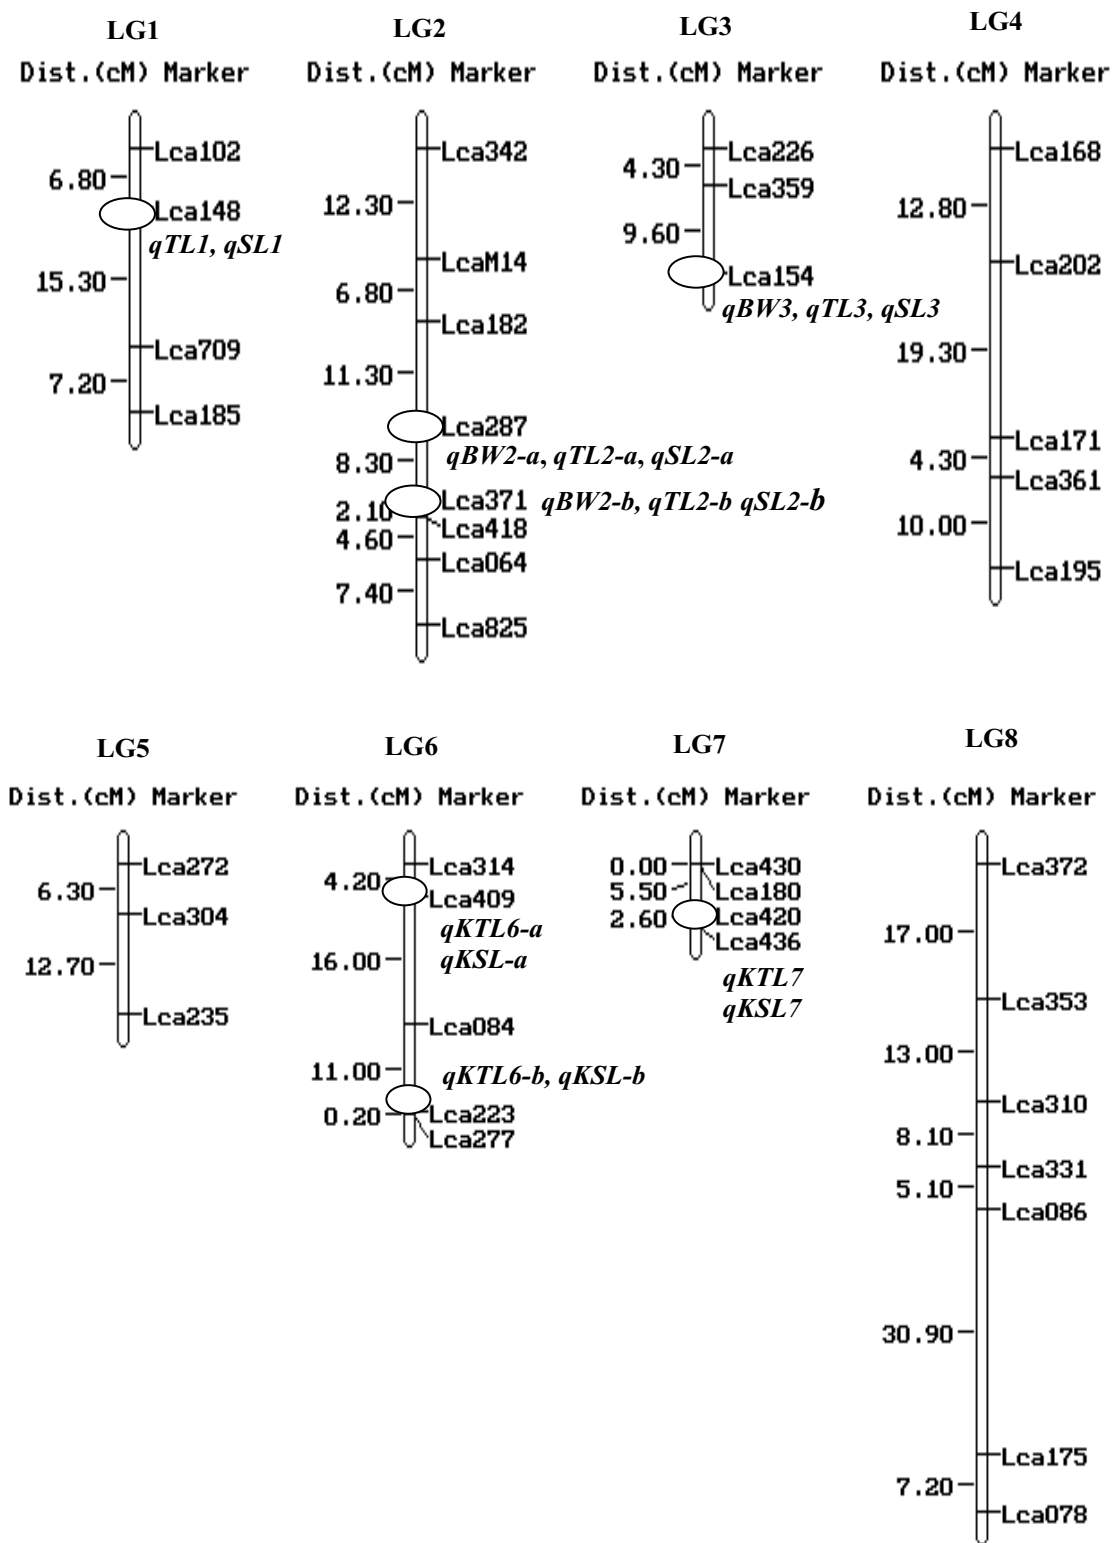 LG1
Dist.(cM) Marker
Lca102
6.80
Lca148
qTL1, qSL1
15.30
Lca709
7.20
Lca185
LG2
Dist.(cM) Marker
Lca342
12.30
LcaM14
6.80
Lca182
11.30
Lca287
qBW2-a, qTL2-a, qSL2-a
8.30
Lca371 qBW2-b, qTL2-b qSL2-b
2.10
Lca418
4.60
Lca064
7.40
Lca825
LG3
Dist.(cM) Marker
Lca226
4.30
Lca359
9.60
Lca154
qBW3, qTL3, qSL3
LG4
Dist.(cM) Marker
Lca168
12.80
Lca202
19.30
Lca171
4.30
Lca361
10.00
Lca195
LG5
Dist.(cM) Marker
Lca272
6.30
Lca304
12.70
Lca235
LG6
Dist.(cM) Marker
Lca314
4.20
Lca409
qKTL6-a
qKSL-a
16.00
Lca084
11.00
qKTL6-b, qKSL-b
0.20
Lca223
Lca277
LG7
Dist.(cM) Marker
0.00 Lca430
5.50 Lca180
2.60 Lca420
Lca436
qKTL7
qKSL7
LG8
Dist.(cM) Marker
Lca372
17.00
Lca353
13.00
Lca310
8.10
Lca331
5.10
Lca086
30.90
Lca175
7.20
Lca078